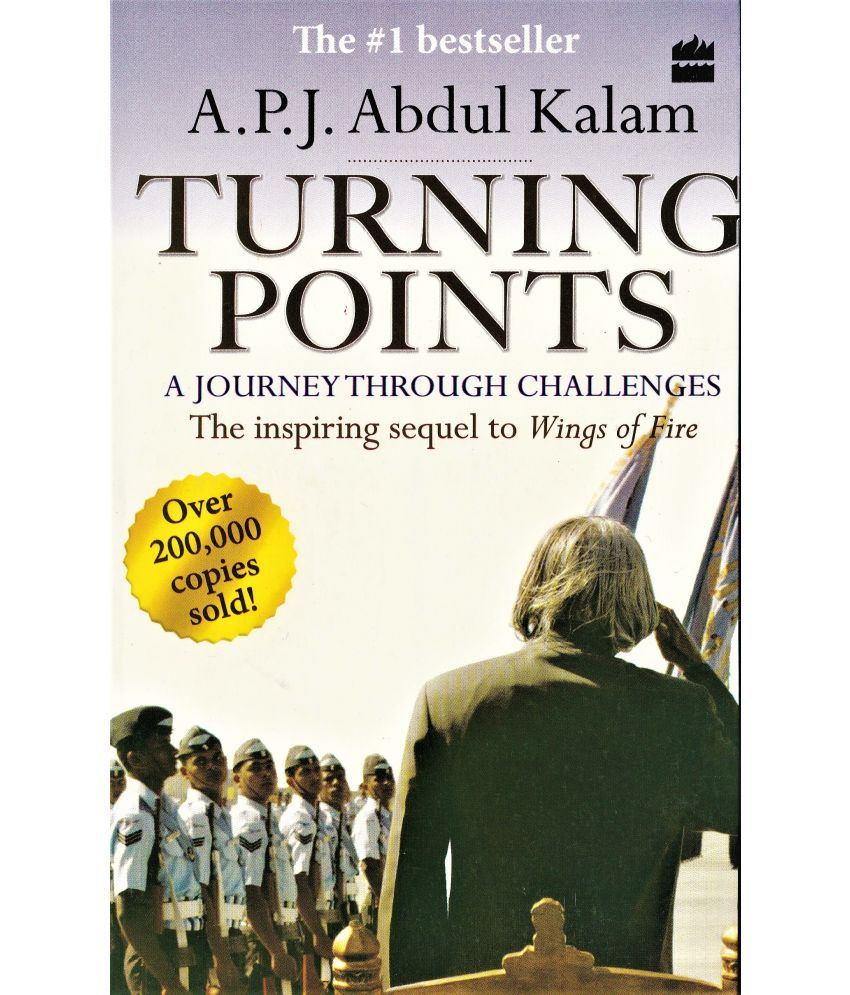 The #1 bestseller
A.P.J. Abdul Kalam
TURNING
POINTS
A JOURNEY THROUGH CHALLENGES
The inspiring sequel to Wings of Fire
Over
200,000
copies
sold!